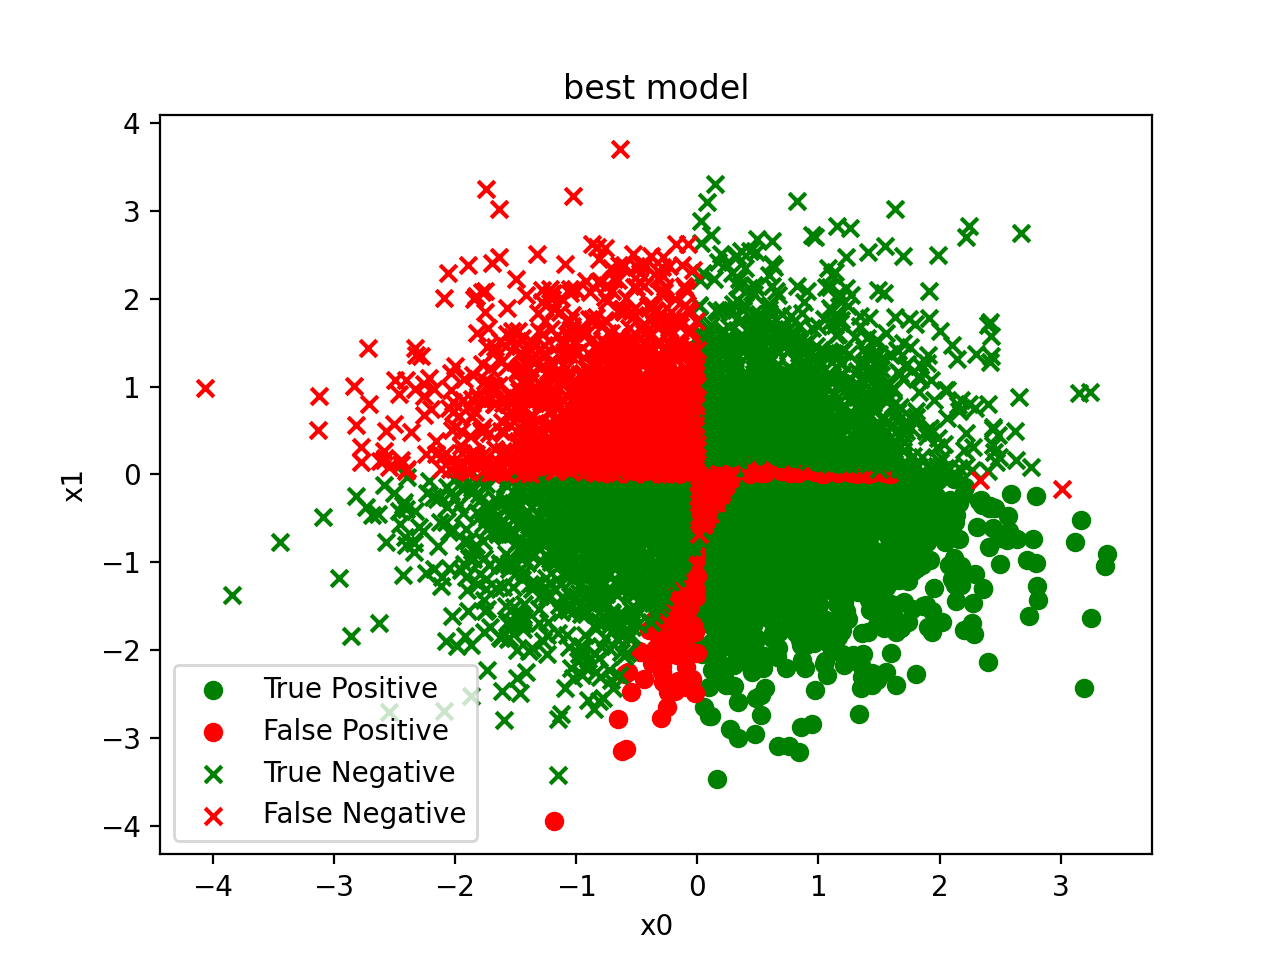 best model
4
3
2
1
0
−1
−2
−3
−4
x1
True Positive
False Positive
True Negative
False Negative
−4 −3 −2 −1 0 1 2 3
x0